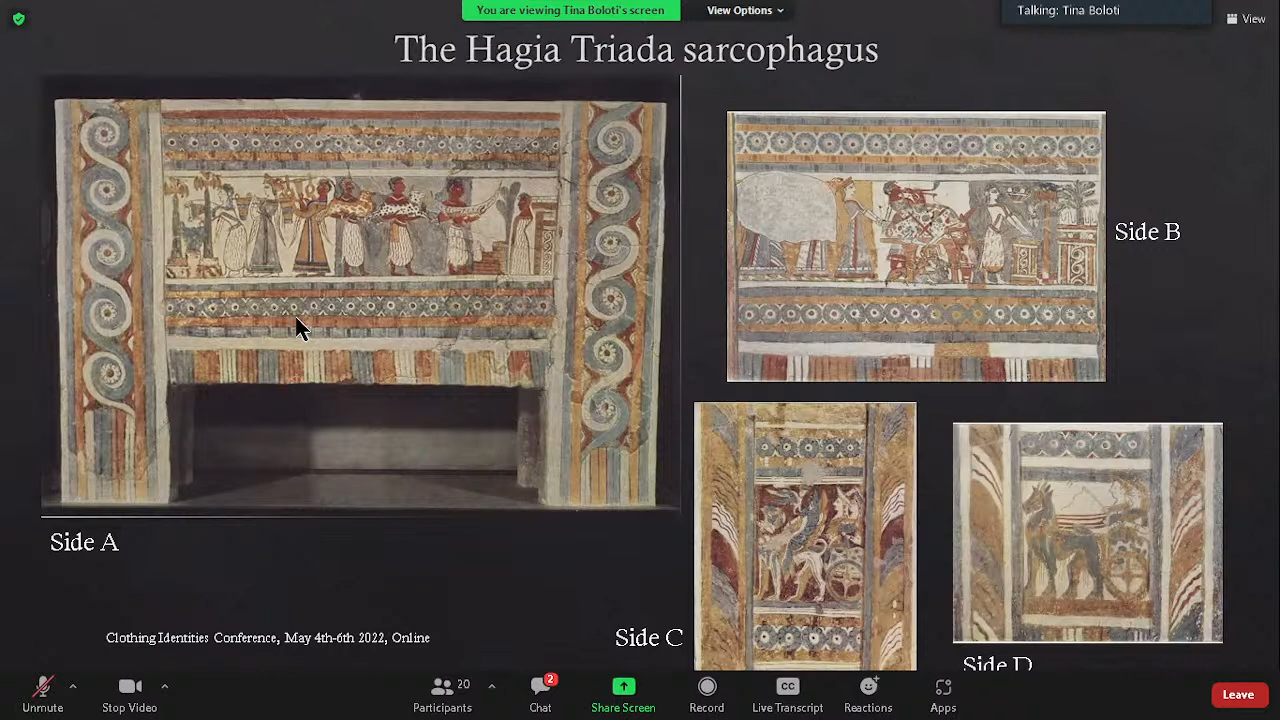 You are viewing Tina Boloti's screen
View Options
Talking: Tina Boloti
View
The Hagia Triada sarcophagus
Side B
Side A
Clothing Identities Conference, May 4th-6th 2022, Online
Side C
Side D
Unmute
Stop Video
20
Participants
2
Chat
Share Screen
Record
CC
Live Transcript
Reactions
Apps
Leave